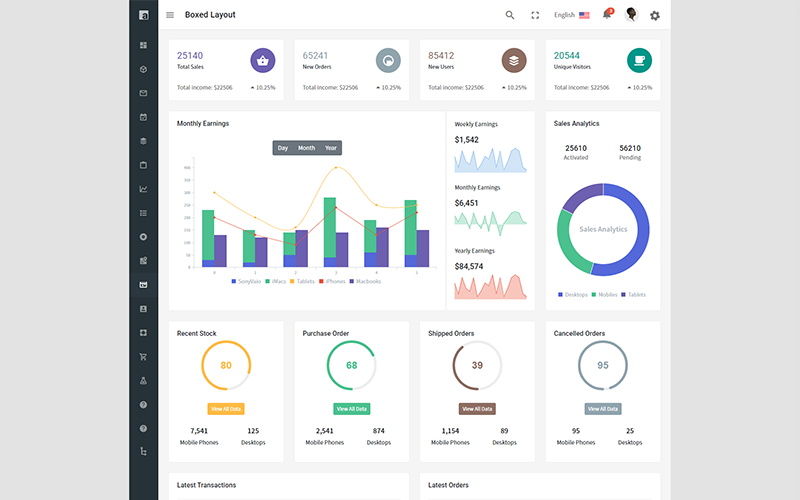 Boxed Layout
English
3
25140
Total Sales
Total income: $22506 10.25%
65241
New Orders
Total income: $22506 10.25%
85412
New Users
Total income: $22506 10.25%
20544
Unique Visitors
Total income: $22506 10.25%
Monthly Earnings
Day Month Year
400
350
300
250
200
150
100
50
0
0 1 2 3 4 5
SonyVaio iMacs Tablets iPhones Macbooks
Weekly Earnings
$1,542
Monthly Earnings
$6,451
Yearly Earnings
$84,574
Sales Analytics
25610 56210
Activated Pending
Sales Analytics
Desktops Mobiles Tablets
Recent Stock
80
View All Data
7,541 125
Mobile Phones Desktops
Purchase Order
68
View All Data
2,541 874
Mobile Phones Desktops
Shipped Orders
39
View All Data
1,154 89
Mobile Phones Desktops
Cancelled Orders
95
View All Data
95 25
Mobile Phones Desktops
Latest Transactions
Latest Orders